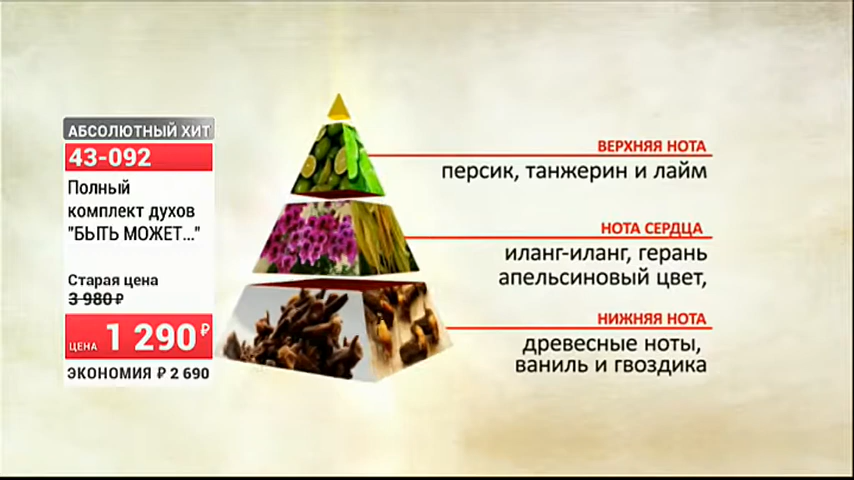 АБСОЛЮТНЫЙ ХИТ
43-092
Полный
комплект духов
"БЫТЬ МОЖЕТ..."
Старая цена
3 980 ₽
ЦЕНА 1 290 ₽
ЭКОНОМИЯ ₽ 2 690
ВЕРХНЯЯ НОТА
персик, танжерин и лайм
НОТА СЕРДЦА
иланг-иланг, герань
апельсиновый цвет,
НИЖНЯЯ НОТА
древесные ноты,
ваниль и гвоздика